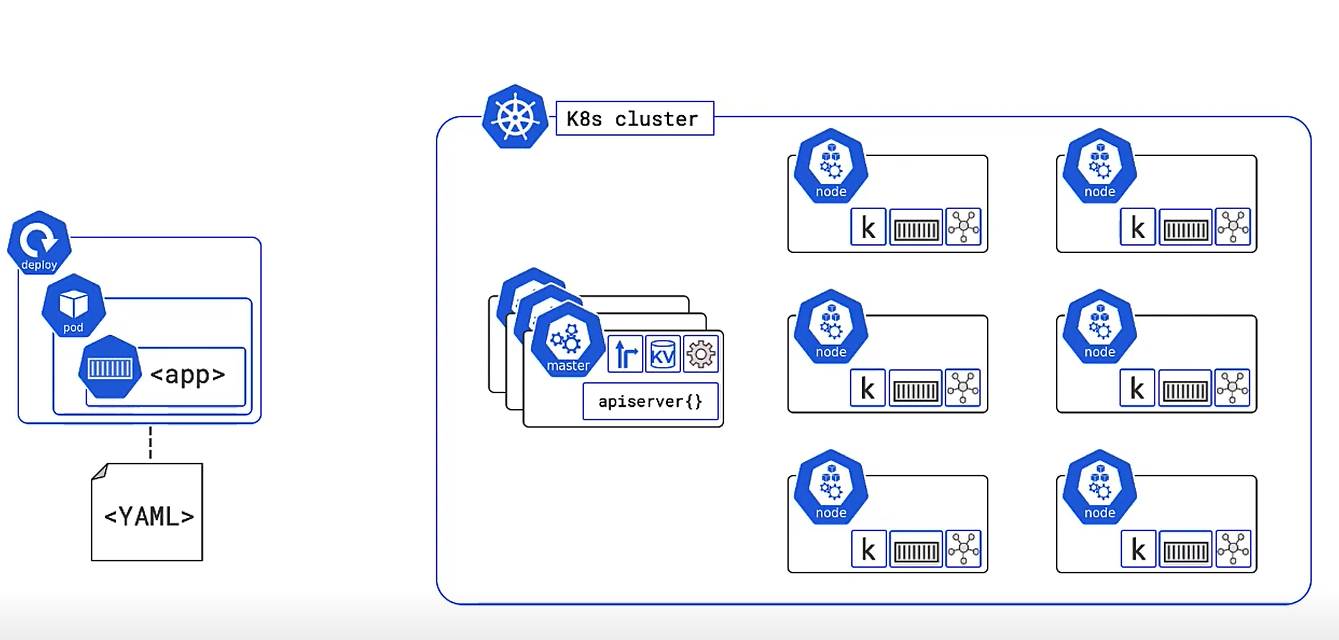 K8s cluster
deploy
pod
<app>
<YAML>
master
KV
apiserver{}
node
k
node
k
node
k
node
k
node
k
node
k